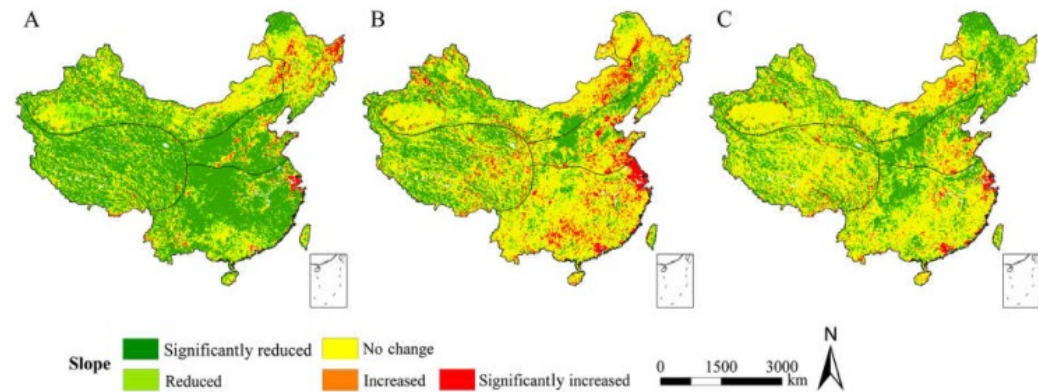 A
B
C
Slope
Significantly reduced
No change
Reduced
Increased
Significantly increased
0 1500 3000
km
N